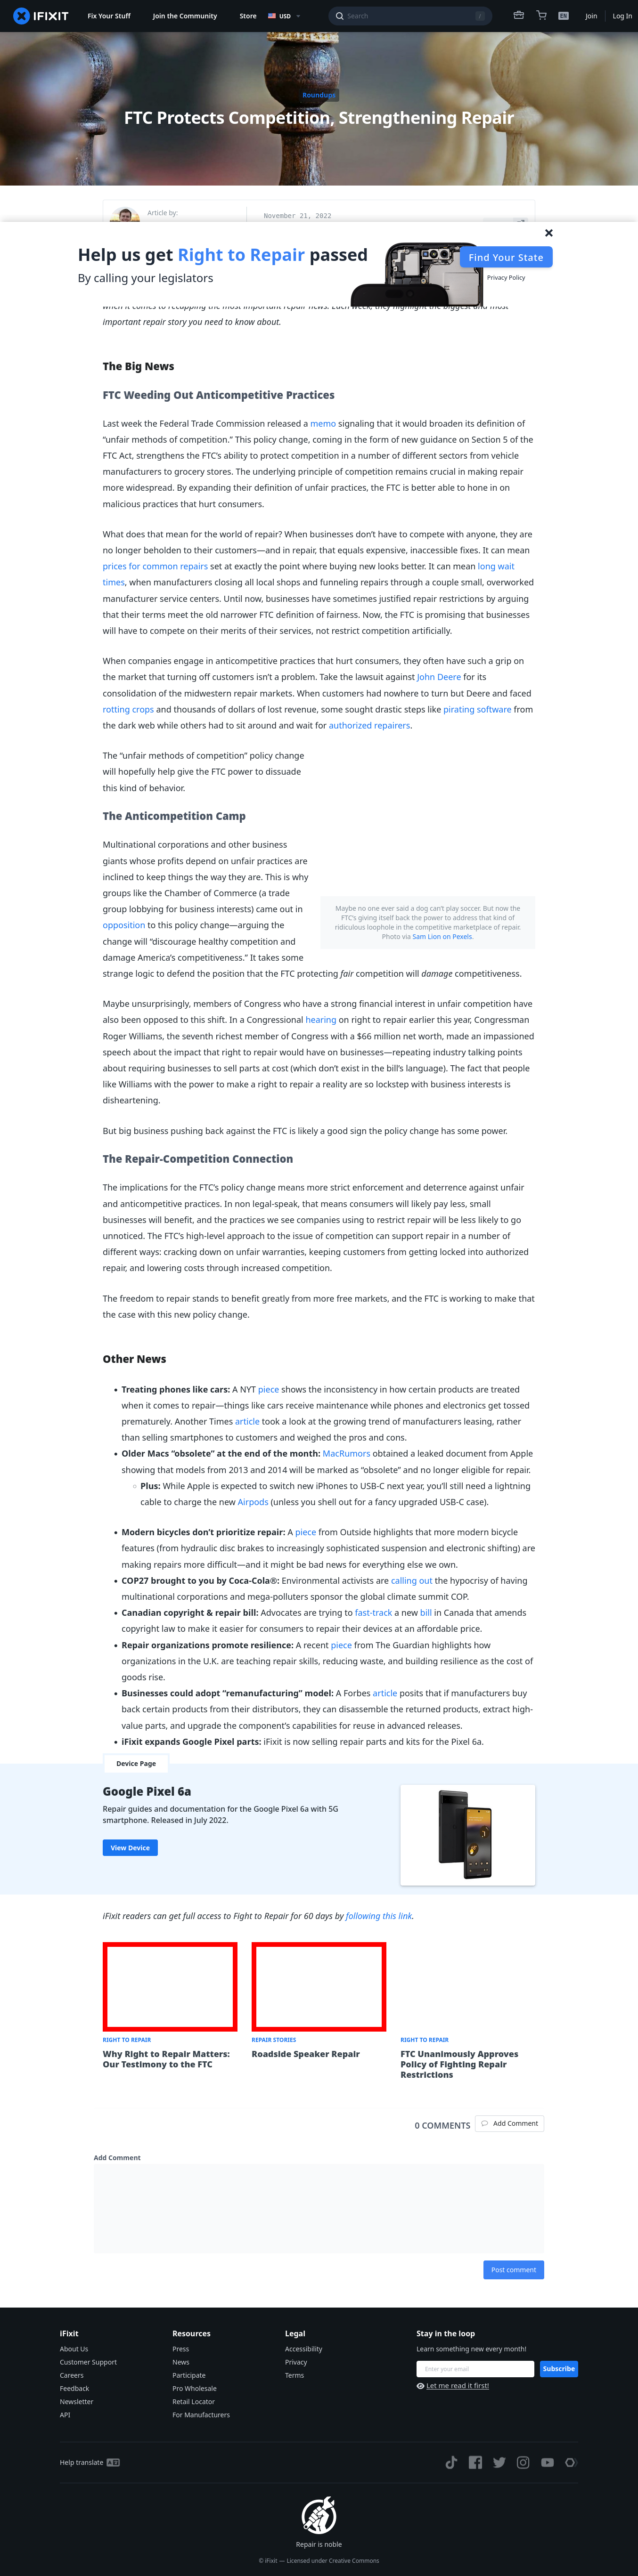 IFIXIT
Fix Your Stuff
Join the Community
Store
USD
Search
/
EN
Join
Log In
Roundups
FTC Protects Competition, Strengthening Repair
Article by:
November 21, 2022
Help us get Right to Repair passed
By calling your legislators
Find Your State
Privacy Policy
when it comes to recapping the most important repair news. Each week, they highlight the biggest and most
important repair story you need to know about.
The Big News
FTC Weeding Out Anticompetitive Practices
Last week the Federal Trade Commission released a memo signaling that it would broaden its definition of
“unfair methods of competition.” This policy change, coming in the form of new guidance on Section 5 of the
FTC Act, strengthens the FTC’s ability to protect competition in a number of different sectors from vehicle
manufacturers to grocery stores. The underlying principle of competition remains crucial in making repair
more widespread. By expanding their definition of unfair practices, the FTC is better able to hone in on
malicious practices that hurt consumers.
What does that mean for the world of repair? When businesses don’t have to compete with anyone, they are
no longer beholden to their customers—and in repair, that equals expensive, inaccessible fixes. It can mean
prices for common repairs set at exactly the point where buying new looks better. It can mean long wait
times, when manufacturers closing all local shops and funneling repairs through a couple small, overworked
manufacturer service centers. Until now, businesses have sometimes justified repair restrictions by arguing
that their terms meet the old narrower FTC definition of fairness. Now, the FTC is promising that businesses
will have to compete on their merits of their services, not restrict competition artificially.
When companies engage in anticompetitive practices that hurt consumers, they often have such a grip on
the market that turning off customers isn’t a problem. Take the lawsuit against John Deere for its
consolidation of the midwestern repair markets. When customers had nowhere to turn but Deere and faced
rotting crops and thousands of dollars of lost revenue, some sought drastic steps like pirating software from
the dark web while others had to sit around and wait for authorized repairers.
The “unfair methods of competition” policy change
will hopefully help give the FTC power to dissuade
this kind of behavior.
The Anticompetition Camp
Multinational corporations and other business
giants whose profits depend on unfair practices are
inclined to keep things the way they are. This is why
groups like the Chamber of Commerce (a trade
group lobbying for business interests) came out in
opposition to this policy change—arguing the
change will “discourage healthy competition and
damage America’s competitiveness.” It takes some
strange logic to defend the position that the FTC protecting fair competition will damage competitiveness.
Maybe no one ever said a dog can’t play soccer. But now the
FTC’s giving itself back the power to address that kind of
ridiculous loophole in the competitive marketplace of repair.
Photo via Sam Lion on Pexels.
Maybe unsurprisingly, members of Congress who have a strong financial interest in unfair competition have
also been opposed to this shift. In a Congressional hearing on right to repair earlier this year, Congressman
Roger Williams, the seventh richest member of Congress with a $66 million net worth, made an impassioned
speech about the impact that right to repair would have on businesses—repeating industry talking points
about requiring businesses to sell parts at cost (which don’t exist in the bill’s language). The fact that people
like Williams with the power to make a right to repair a reality are so lockstep with business interests is
disheartening.
But big business pushing back against the FTC is likely a good sign the policy change has some power.
The Repair-Competition Connection
The implications for the FTC’s policy change means more strict enforcement and deterrence against unfair
and anticompetitive practices. In non legal-speak, that means consumers will likely pay less, small
businesses will benefit, and the practices we see companies using to restrict repair will be less likely to go
unnoticed. The FTC’s high-level approach to the issue of competition can support repair in a number of
different ways: cracking down on unfair warranties, keeping customers from getting locked into authorized
repair, and lowering costs through increased competition.
The freedom to repair stands to benefit greatly from more free markets, and the FTC is working to make that
the case with this new policy change.
Other News
Treating phones like cars: A NYT piece shows the inconsistency in how certain products are treated
when it comes to repair—things like cars receive maintenance while phones and electronics get tossed
prematurely. Another Times article took a look at the growing trend of manufacturers leasing, rather
than selling smartphones to customers and weighed the pros and cons.
Older Macs “obsolete” at the end of the month: MacRumors obtained a leaked document from Apple
showing that models from 2013 and 2014 will be marked as “obsolete” and no longer eligible for repair.
Plus: While Apple is expected to switch new iPhones to USB-C next year, you’ll still need a lightning
cable to charge the new Airpods (unless you shell out for a fancy upgraded USB-C case).
Modern bicycles don’t prioritize repair: A piece from Outside highlights that more modern bicycle
features (from hydraulic disc brakes to increasingly sophisticated suspension and electronic shifting) are
making repairs more difficult—and it might be bad news for everything else we own.
COP27 brought to you by Coca-Cola®: Environmental activists are calling out the hypocrisy of having
multinational corporations and mega-polluters sponsor the global climate summit COP.
Canadian copyright & repair bill: Advocates are trying to fast-track a new bill in Canada that amends
copyright law to make it easier for consumers to repair their devices at an affordable price.
Repair organizations promote resilience: A recent piece from The Guardian highlights how
organizations in the U.K. are teaching repair skills, reducing waste, and building resilience as the cost of
goods rise.
Businesses could adopt “remanufacturing” model: A Forbes article posits that if manufacturers buy
back certain products from their distributors, they can disassemble the returned products, extract high-
value parts, and upgrade the component’s capabilities for reuse in advanced releases.
iFixit expands Google Pixel parts: iFixit is now selling repair parts and kits for the Pixel 6a.
Device Page
Google Pixel 6a
Repair guides and documentation for the Google Pixel 6a with 5G
smartphone. Released in July 2022.
View Device
iFixit readers can get full access to Fight to Repair for 60 days by following this link.
RIGHT TO REPAIR
Why Right to Repair Matters:
Our Testimony to the FTC
REPAIR STORIES
Roadside Speaker Repair
RIGHT TO REPAIR
FTC Unanimously Approves
Policy of Fighting Repair
Restrictions
0 COMMENTS
Add Comment
Add Comment
Post comment
iFixit
About Us
Customer Support
Careers
Feedback
Newsletter
API
Resources
Press
News
Participate
Pro Wholesale
Retail Locator
For Manufacturers
Legal
Accessibility
Privacy
Terms
Stay in the loop
Learn something new every month!
Enter your email
Subscribe
Let me read it first!
Help translate
Repair is noble
© iFixit — Licensed under Creative Commons